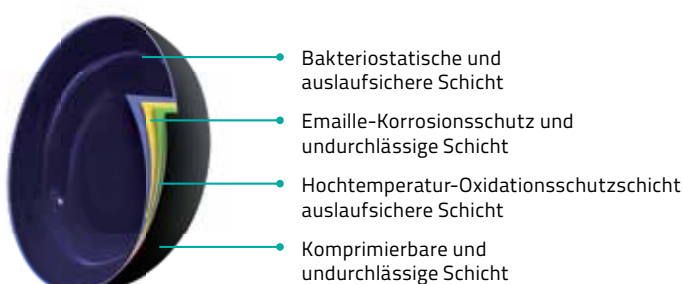 Bakteriostatische und
auslaufsichere Schicht
Emaille-Korrosionsschutz und
undurchlässige Schicht
Hochtemperatur-Oxidationsschutzschicht
auslaufsichere Schicht
Komprimierbare und
undurchlässige Schicht